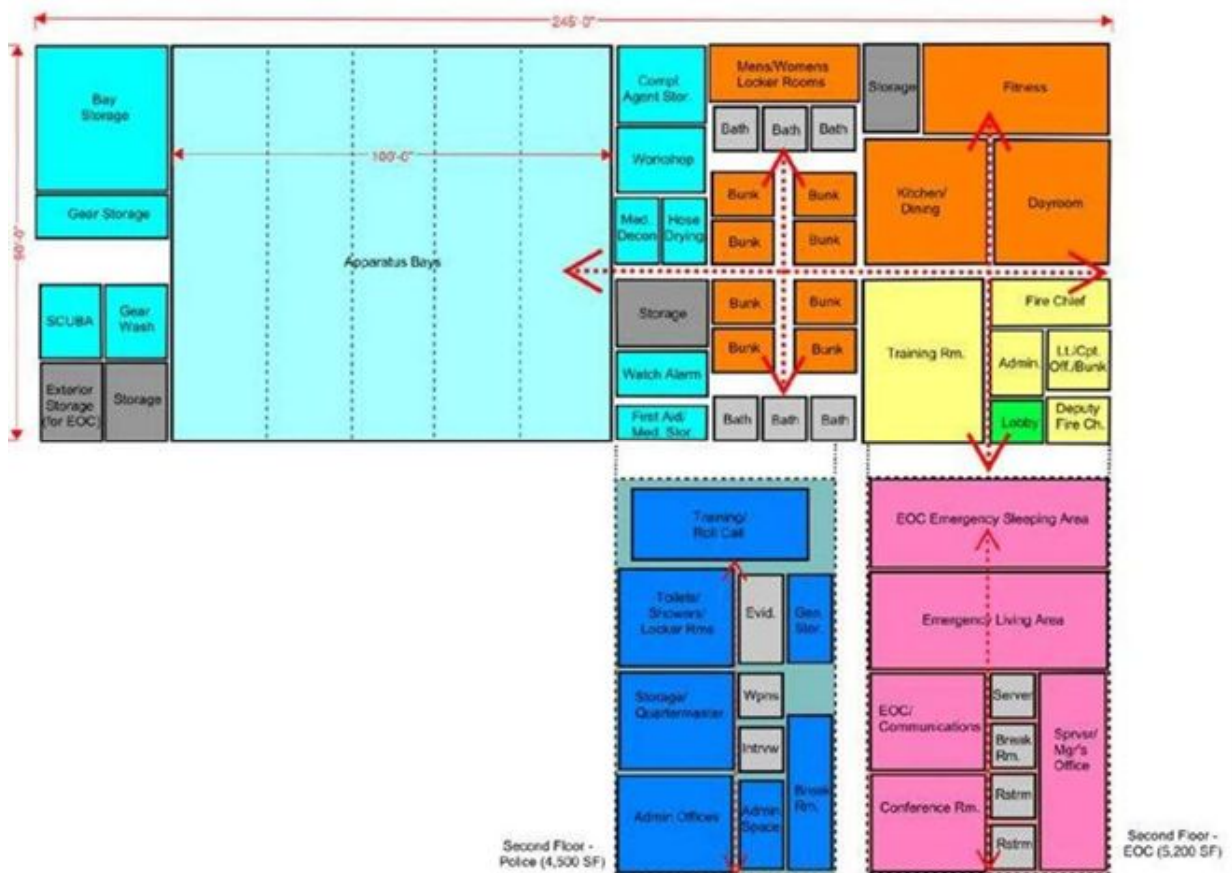 245'-0"
Bay
Storage
Gear Storage
SCUBA
Gear
Wash
Exterior
Storage
(for EOC)
Storage
100'-0"
Apparatus Bays
Compl.
Agent Stor.
Workshop
Med.
Decon
Hose
Drying
Storage
Watch Alarm
First Aid/
Med. Stor.
Mens/Womens
Locker Rooms
Bath
Bath
Bath
Bunk
Bunk
Bunk
Bunk
Bunk
Bunk
Bunk
Bunk
Bath
Bath
Bath
Storage
Fitness
Kitchen/
Dining
Dayroom
Training Rm.
Fire Chief
Admin.
Lt./Cpt.
Off./Bunk
Lobby
Deputy
Fire Ch.
Training/
Roll Call
Toilets/
Showers/
Locker Rms
Evid.
Gen.
Stor.
Storage/
Quartermaster
Wpns
Intrvw
Admin Offices
Admin
Space
Break
Rm.
Second Floor -
Police (4,500 SF)
EOC Emergency Sleeping Area
Emergency Living Area
EOC/
Communications
Server
Break
Rm.
Sprvsr/
Mgr's
Office
Conference Rm.
Rstrm
Rstrm
Second Floor -
EOC (5,200 SF)